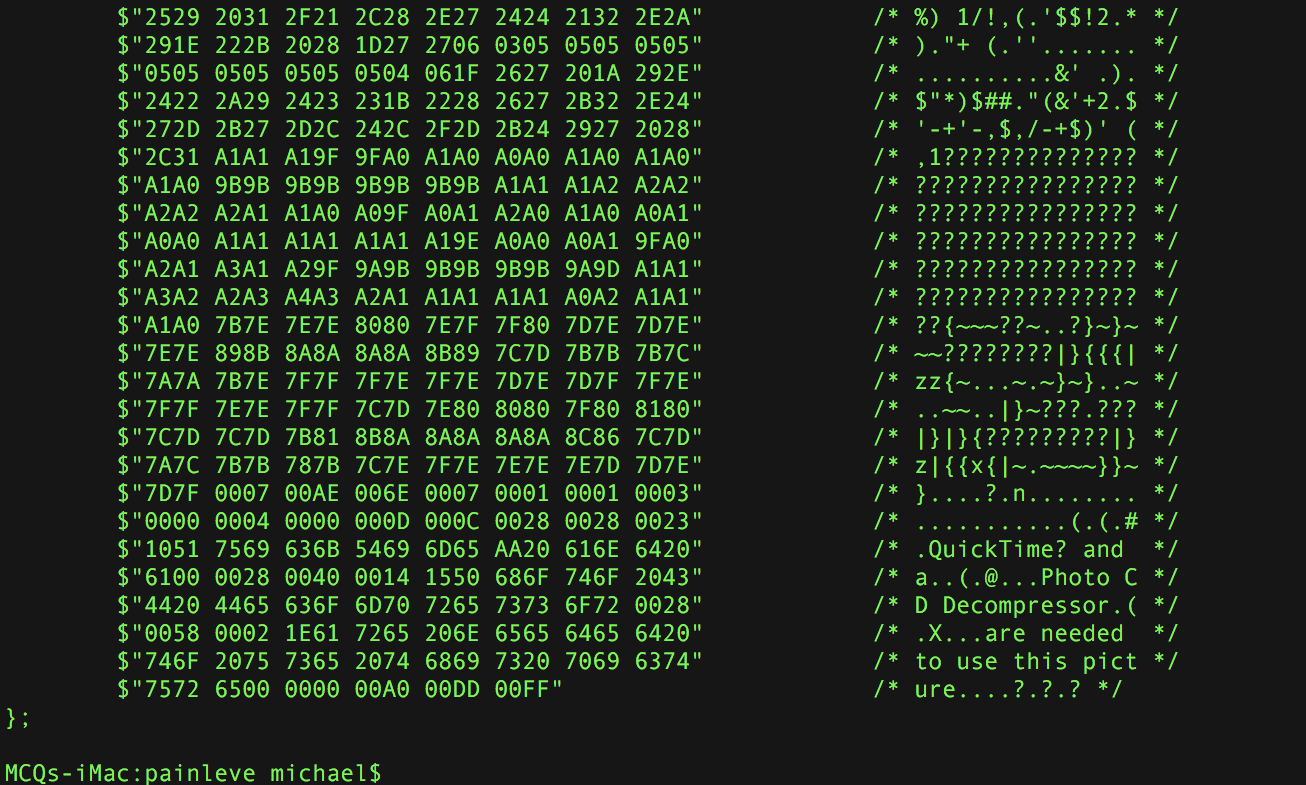 $"2529 2031 2F21 2C28 2E27 2424 2132 2E2A" /* %) 1/!,(.'$$!2.* */
$"291E 222B 2028 1D27 2706 0305 0505 0505" /* )."+ (.''....... */
$"0505 0505 0505 0504 061F 2627 201A 292E" /* ..........&' .). */
$"2422 2A29 2423 231B 2228 2627 2B32 2E24" /* $"*)$##."(&'+2.$ */
$"272D 2B27 2D2C 242C 2F2D 2B24 2927 2028" /* '-+'-,$,/-+$)' ( */
$"2C31 A1A1 A19F 9FA0 A1A0 A0A0 A1A0 A1A0" /* ,1?????????????? */
$"A1A0 9B9B 9B9B 9B9B 9B9B A1A1 A1A2 A2A2" /* ???????????????? */
$"A2A2 A2A1 A1A0 A09F A0A1 A2A0 A1A0 A0A1" /* ???????????????? */
$"A0A0 A1A1 A1A1 A1A1 A19E A0A0 A0A1 9FA0" /* ???????????????? */
$"A2A1 A3A1 A29F 9A9B 9B9B 9B9B 9A9D A1A1" /* ???????????????? */
$"A3A2 A2A3 A4A3 A2A1 A1A1 A1A1 A0A2 A1A1" /* ???????????????? */
$"A1A0 7B7E 7E7E 8080 7E7F 7F80 7D7E 7D7E" /* ??{~~~??~..?}~}~ */
$"7E7E 898B 8A8A 8A8A 8B89 7C7D 7B7B 7B7C" /* ~~????????|}{{{| */
$"7A7A 7B7E 7F7F 7F7E 7F7E 7D7E 7D7F 7F7E" /* zz{~...~.~}~}..~ */
$"7F7F 7E7E 7F7F 7C7D 7E80 8080 7F80 8180" /* ..~~..|}~???.??? */
$"7C7D 7C7D 7B81 8B8A 8A8A 8A8A 8C86 7C7D" /* |}|}{?????????|} */
$"7A7C 7B7B 787B 7C7E 7F7E 7E7E 7E7D 7D7E" /* z|{{x{|~.~~~~}}~ */
$"7D7F 0007 00AE 006E 0007 0001 0001 0003" /* }....?.n........ */
$"0000 0004 0000 000D 000C 0028 0028 0023" /* ...........(.(.# */
$"1051 7569 636B 5469 6D65 AA20 616E 6420" /* .QuickTime? and  */
$"6100 0028 0040 0014 1550 686F 746F 2043" /* a..(.@...Photo C */
$"4420 4465 636F 6D70 7265 7373 6F72 0028" /* D Decompressor.( */
$"0058 0002 1E61 7265 206E 6565 6465 6420" /* .X...are needed  */
$"746F 2075 7365 2074 6869 7320 7069 6374" /* to use this pict */
$"7572 6500 0000 00A0 00DD 00FF" /* ure....?.?.? */
};
MCQs-iMac:painleve michael$